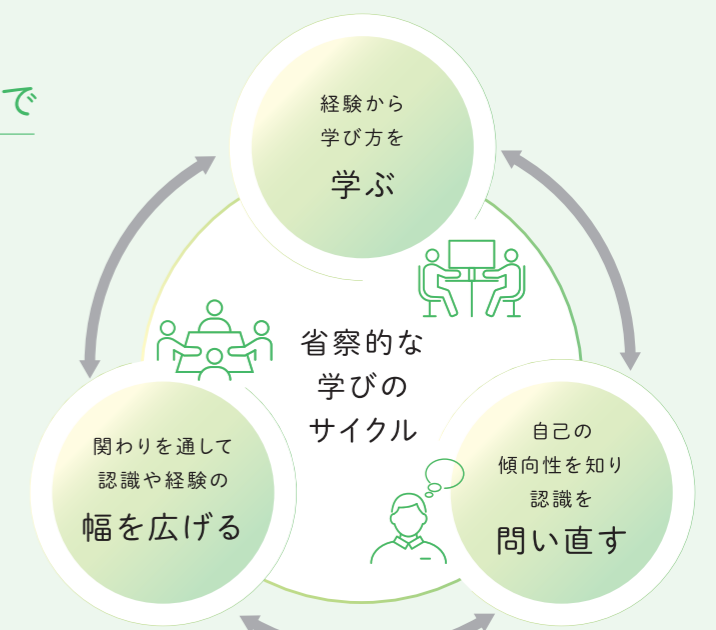 で
経験から
学び方を
学ぶ
省察的な
学びの
サイクル
関わりを通して
認識や経験の
幅を広げる
自己の
傾向性を知り
認識を
問い直す